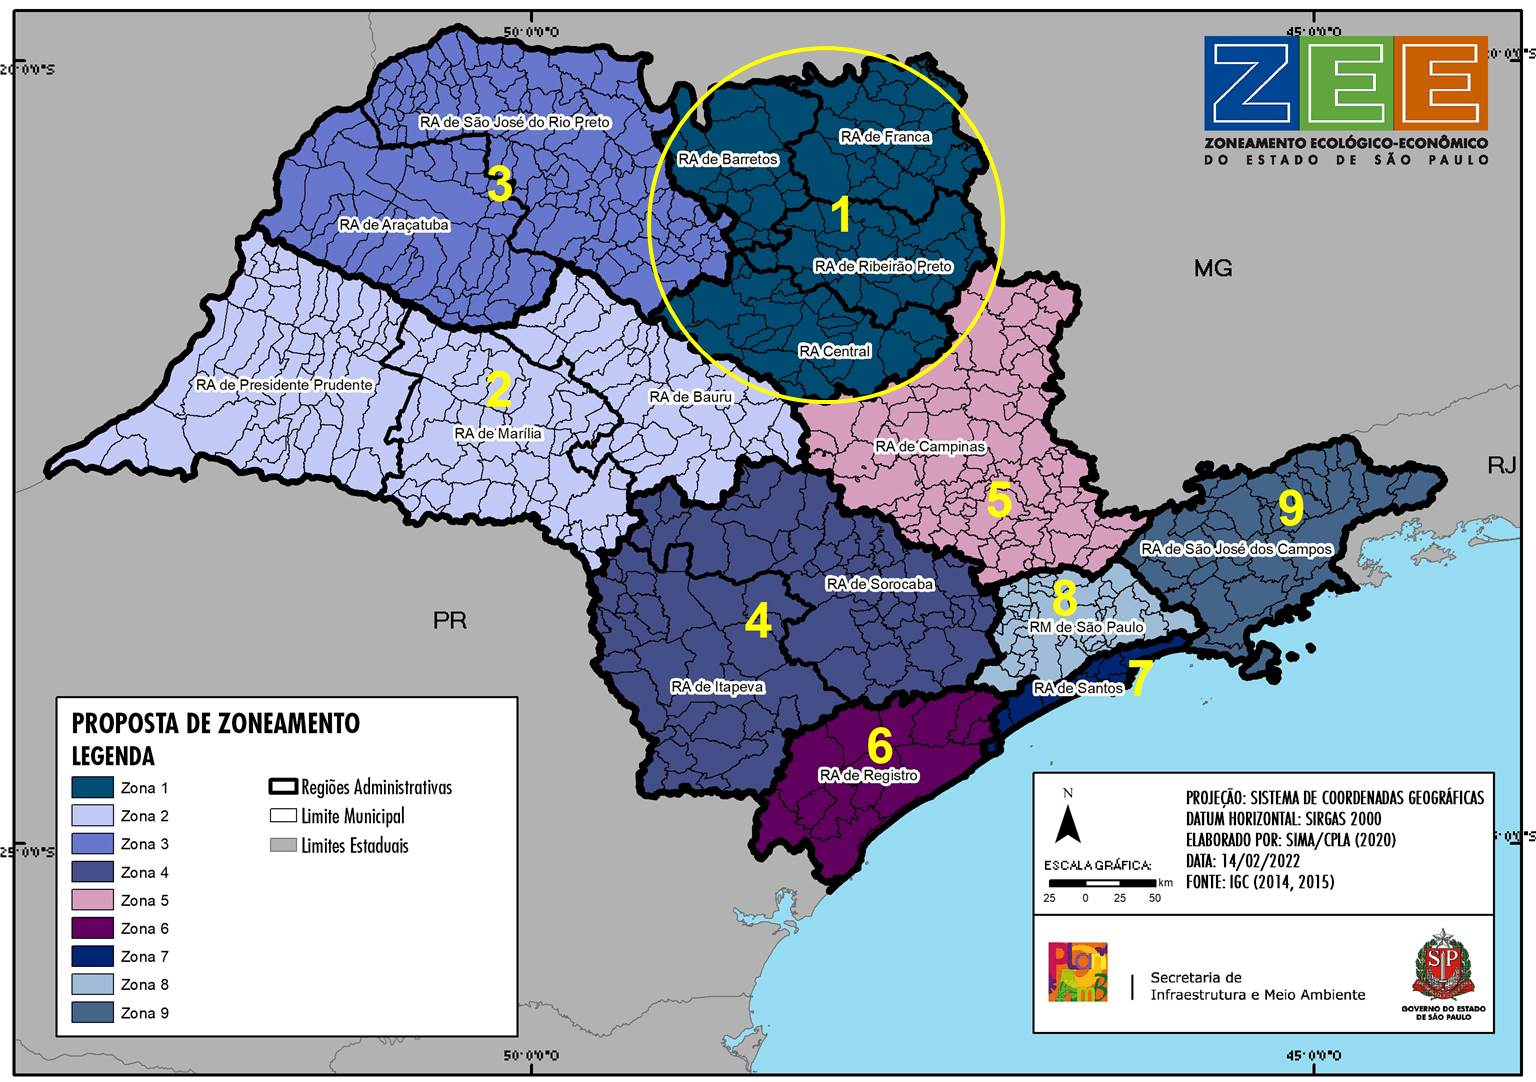 50°0'0"O
45°0'0"O
20°0'0"S
ZEE
ZONEAMENTO ECOLÓGICO-ECONÔMICO
DO ESTADO DE SÃO PAULO
RA de São José do Rio Preto
RA de Franca
RA de Barretos
3
1
RA de Araçatuba
RA de Ribeirão Preto
MG
RA Central
RA de Presidente Prudente
2
RA de Bauru
RA de Marília
RA de Campinas
RJ
5
9
RA de São José dos Campos
RA de Sorocaba
8
4
PR
RM de São Paulo
7
RA de Itapeva
RA de Santos
6
RA de Registro
PROPOSTA DE ZONEAMENTO
LEGENDA
Zona 1
Zona 2
Zona 3
Zona 4
Zona 5
Zona 6
Zona 7
Zona 8
Zona 9
Regiões Administrativas
Limite Municipal
Limites Estaduais
25°0'0"S
N
ESCALA GRÁFICA:
25 0 25 50 km
PROJEÇÃO: SISTEMA DE COORDENADAS GEOGRÁFICAS
DATUM HORIZONTAL: SIRGAS 2000
ELABORADO POR: SIMA/CPLA (2020)
DATA: 14/02/2022
FONTE: IGC (2014, 2015)
Secretaria de
Infraestrutura e Meio Ambiente
SP
GOVERNO DO ESTADO
DE SÃO PAULO
50°0'0"O
45°0'0"O